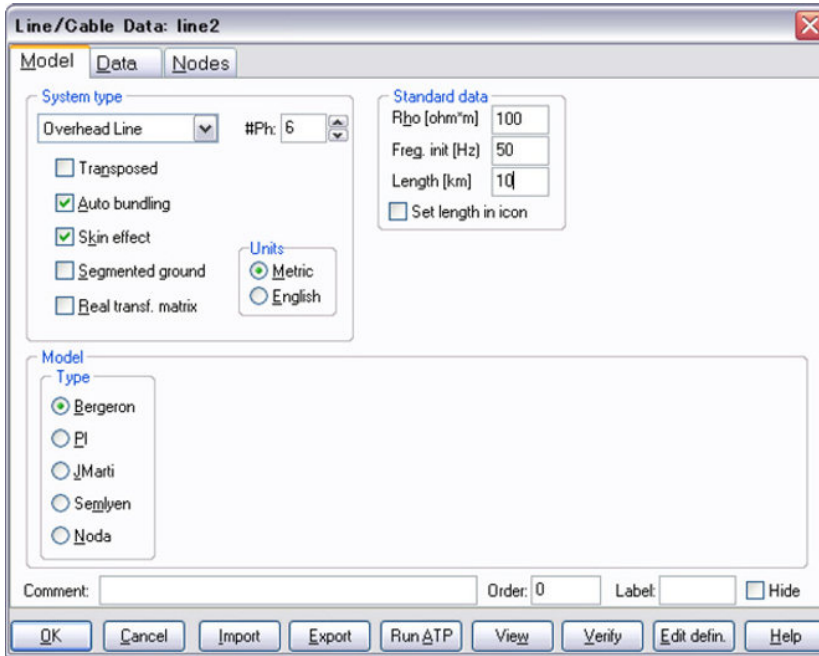 Line/Cable Data: line2
Model Data Nodes
System type
Overhead Line #Ph: 6
Transposed
Auto bundling
Skin effect
Segmented ground
Real transf. matrix
Units
Metric
English
Standard data
Rho [ohm*m] 100
Freq. init [Hz] 50
Length [km] 10
Set length in icon
Model
Type
Bergeron
PI
JMarti
Semlyen
Noda
Comment: Order: 0 Label: Hide
OK Cancel Import Export Run ATP View Verify Edit defin. Help